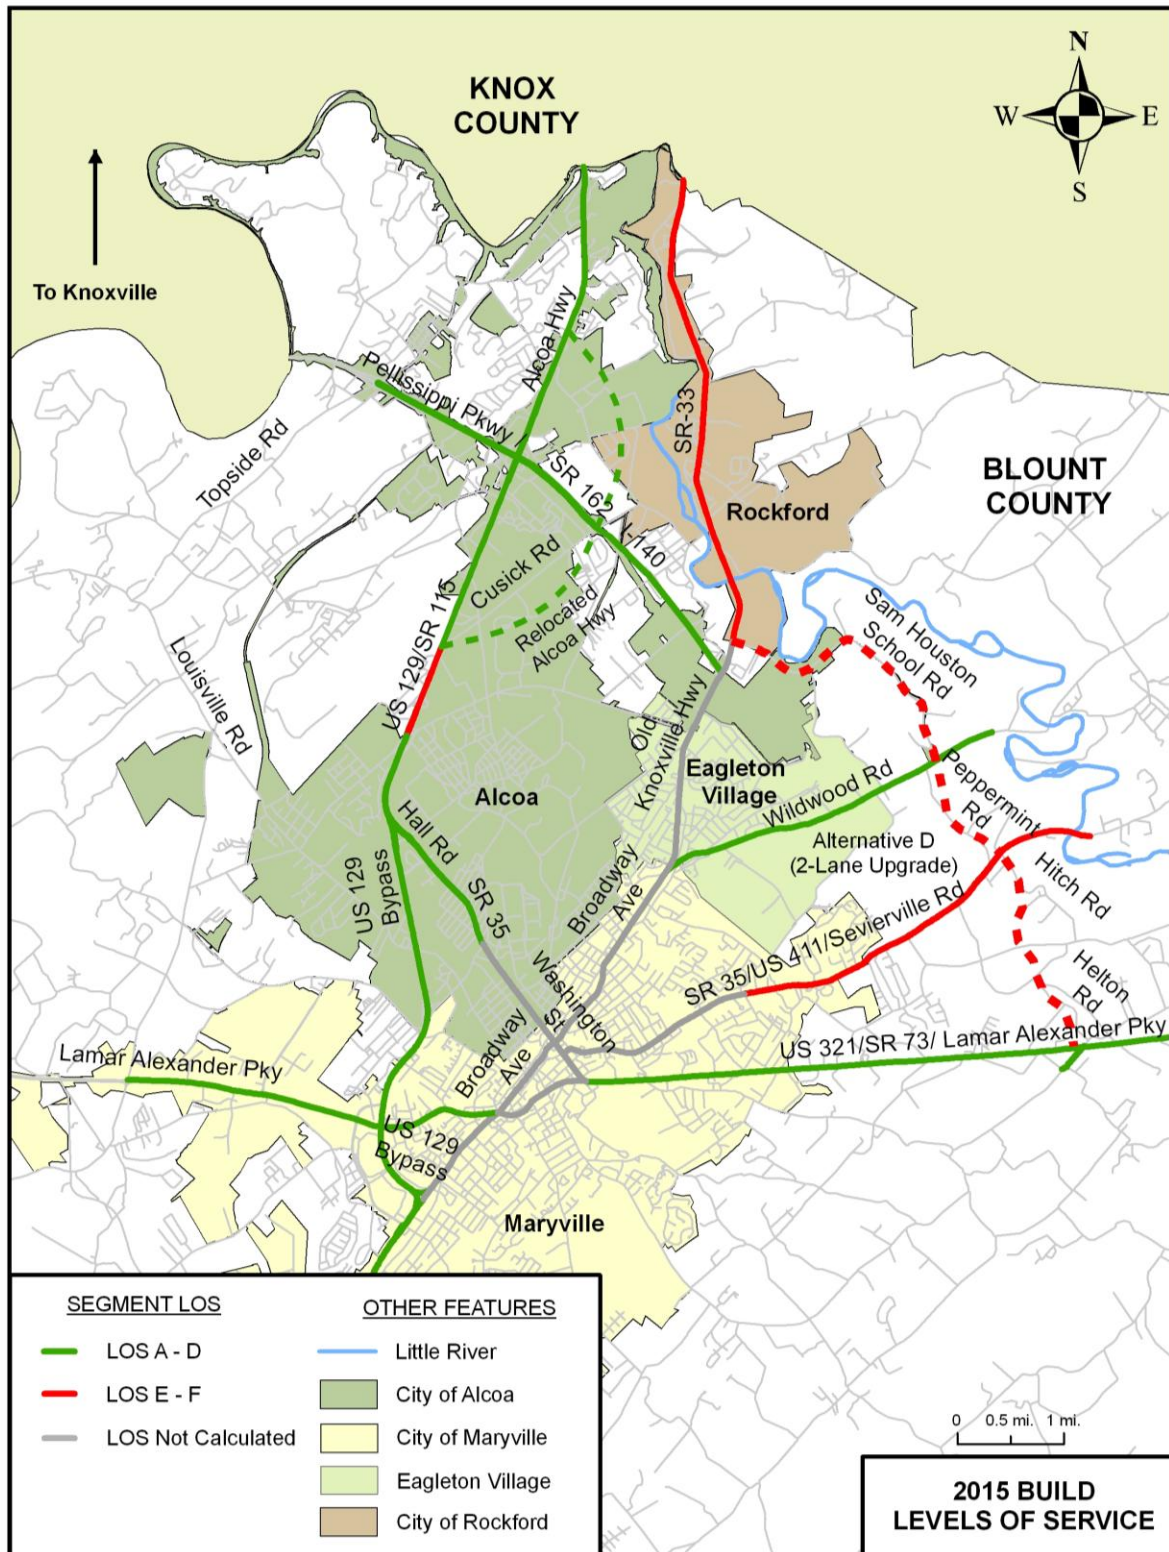 KNOX
COUNTY
N
W
E
S
To Knoxville
Alcoa Hwy
Pellissippi Pkwy /
SR 162 / I-140
SR-33
Topside Rd
BLOUNT
COUNTY
Rockford
Cusick Rd
Relocated
Alcoa Hwy
US 129/SR 115
Louisville Rd
Sam Houston
School Rd
Old
Knoxville Hwy
Eagleton
Village
Wildwood Rd
Peppermint
Rd
Alcoa
Hall Rd
SR 35
US 129
Bypass
Alternative D
(2-Lane Upgrade)
Hitch Rd
Broadway
Ave
Washington
St
SR 35/US 411/Sevierville Rd
Helton
Rd
Broadway
Ave
US 321/SR 73/ Lamar Alexander Pky
Lamar Alexander Pky
US 129
Bypass
Maryville
SEGMENT LOS
LOS A - D
LOS E - F
LOS Not Calculated
OTHER FEATURES
Little River
City of Alcoa
City of Maryville
Eagleton Village
City of Rockford
0 0.5 mi. 1 mi.
2015 BUILD
LEVELS OF SERVICE